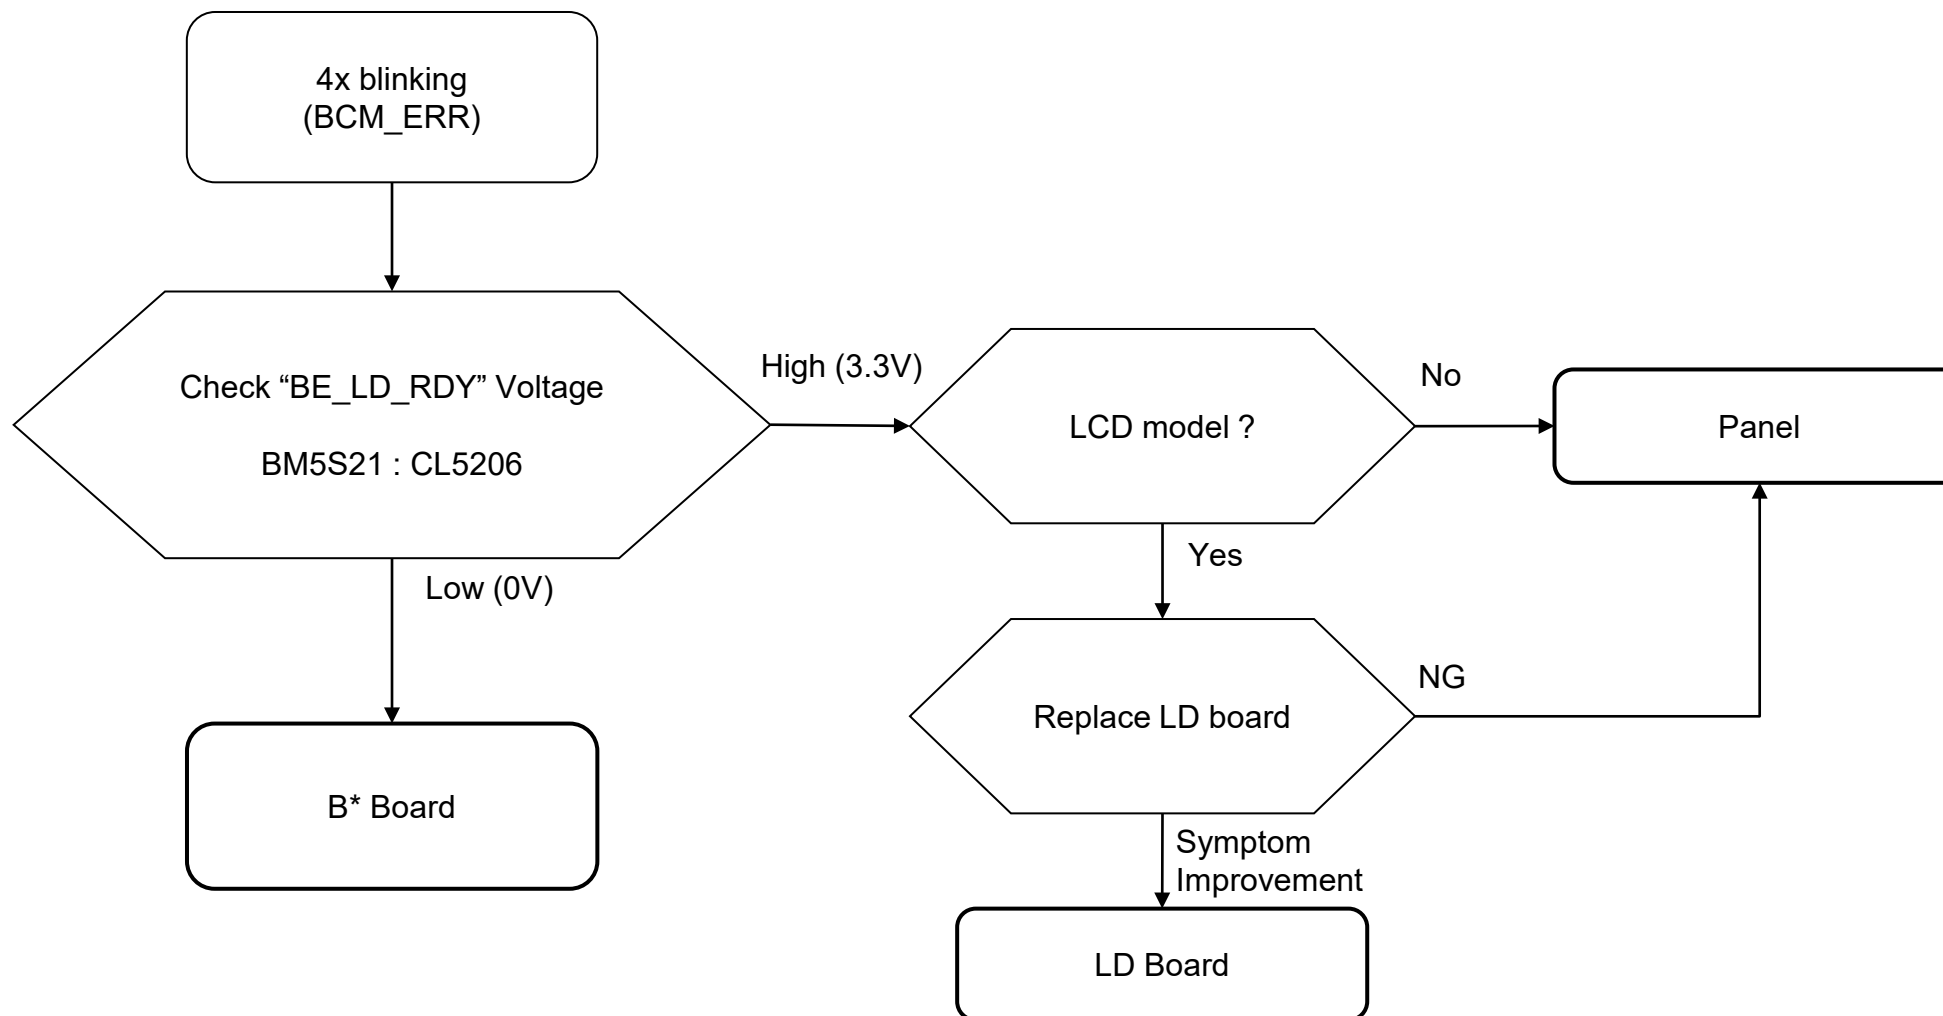 4x blinking
(BCM_ERR)
Check “BE_LD_RDY” Voltage
BM5S21 : CL5206
High (3.3V)
LCD model ?
No
Panel
Yes
Low (0V)
Replace LD board
NG
B* Board
Symptom
Improvement
LD Board